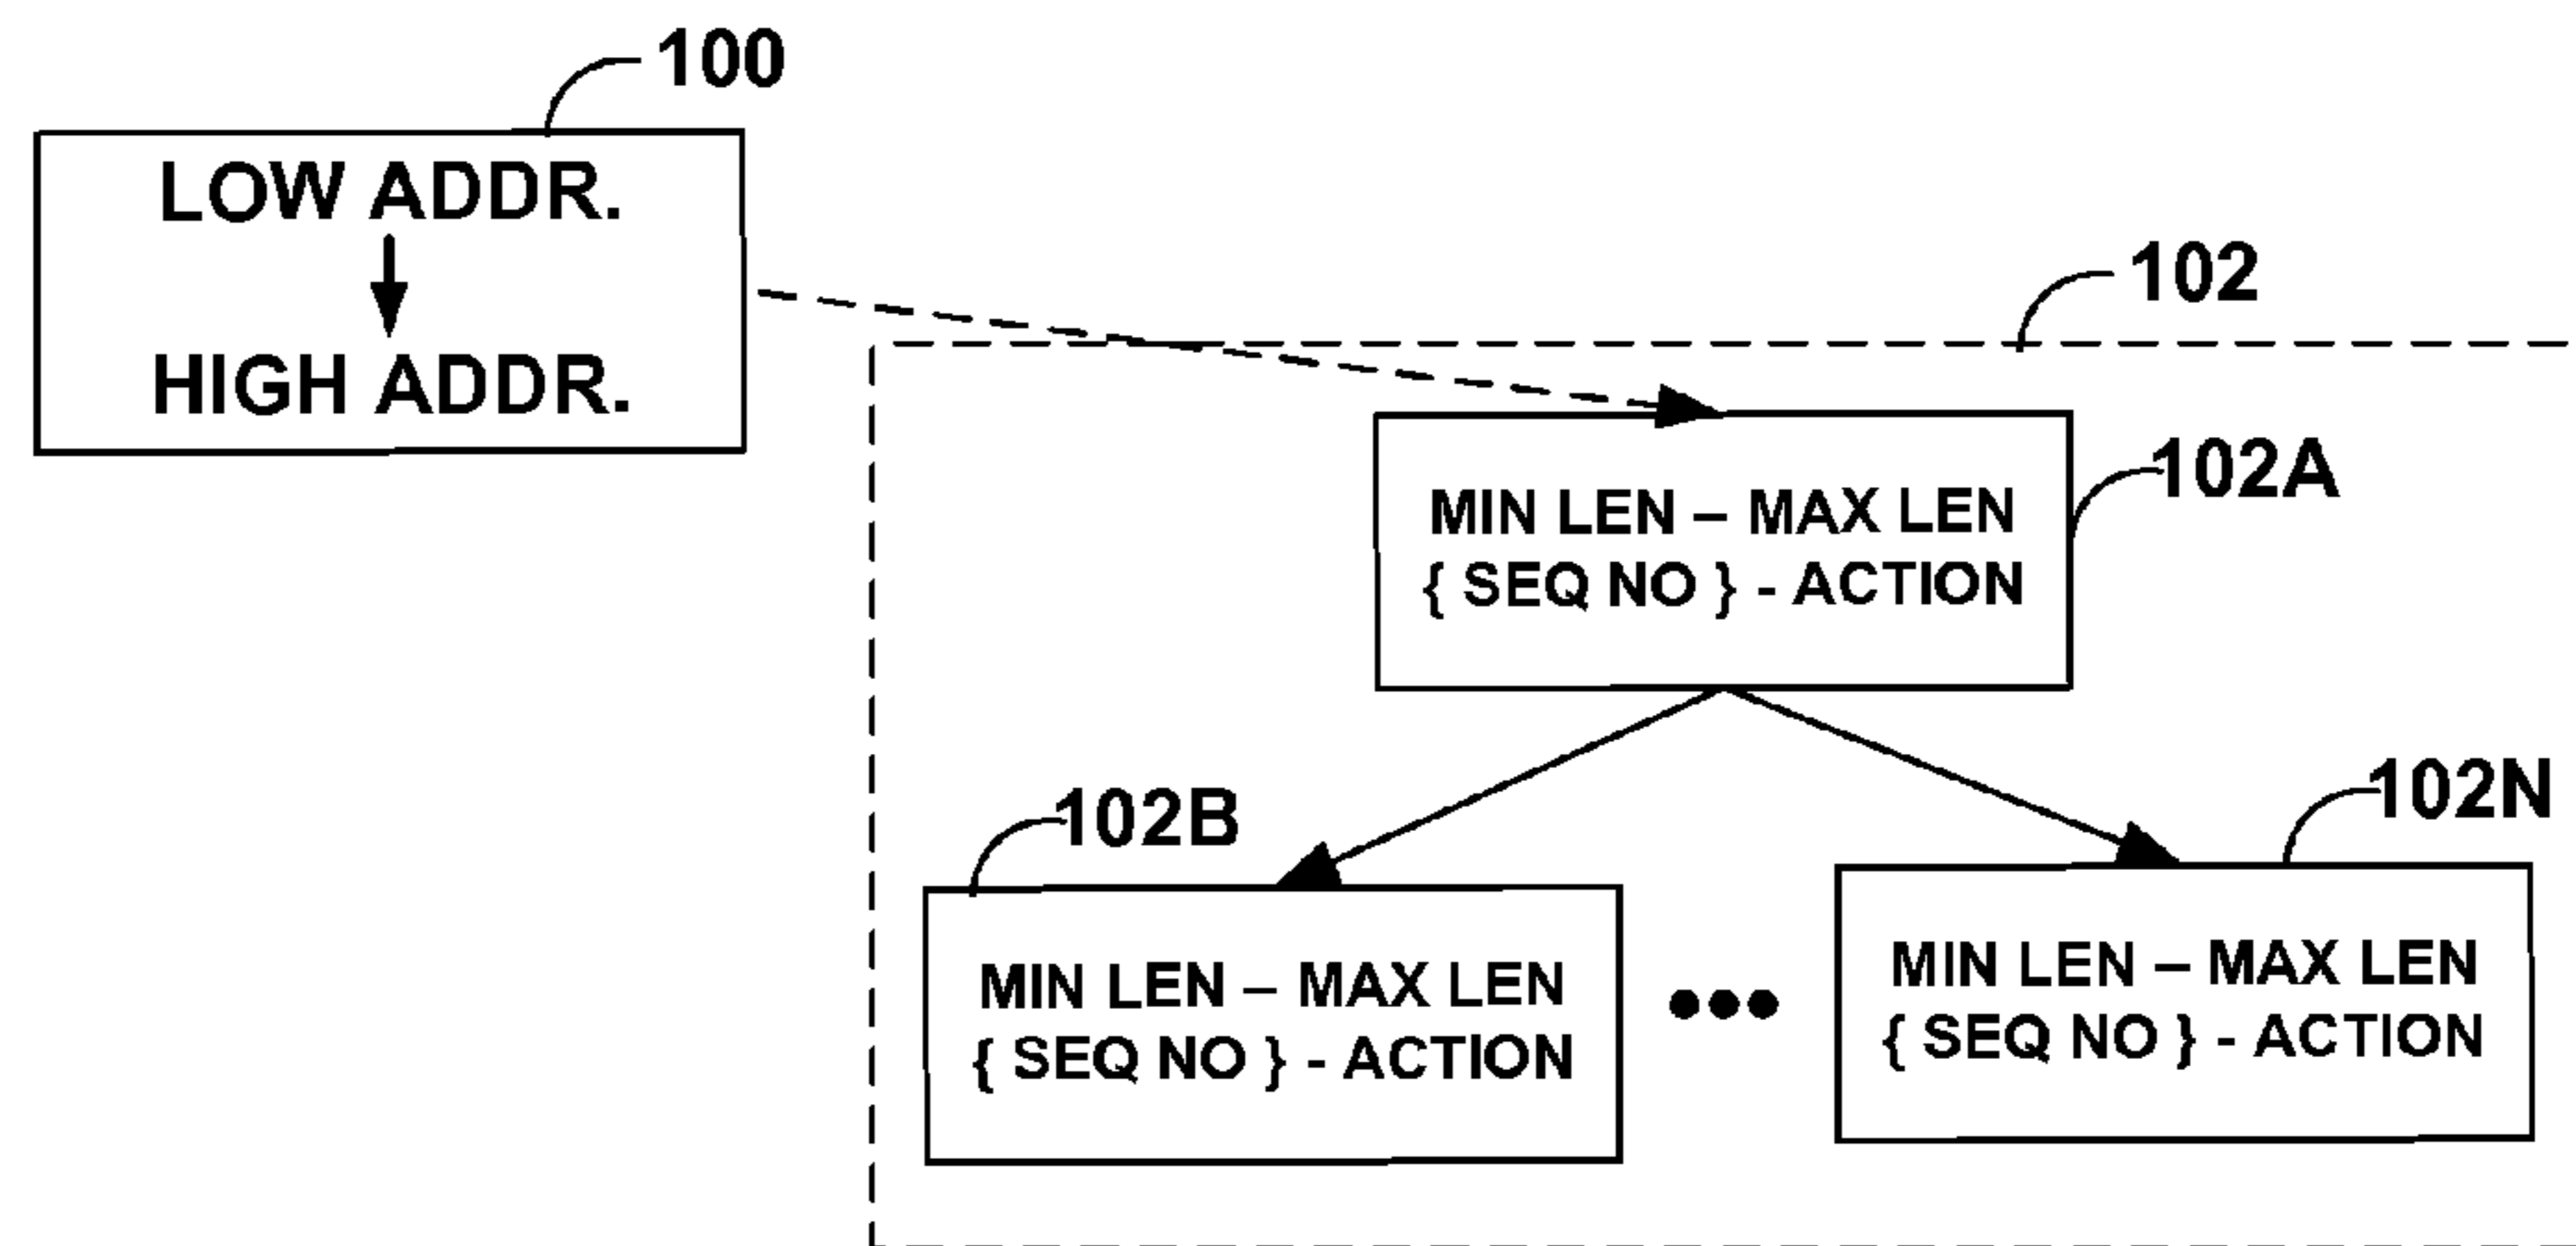 100
LOW ADDR.
HIGH ADDR.
102
102A
MIN LEN – MAX LEN
{ SEQ NO } - ACTION
102B
102N
MIN LEN – MAX LEN
{ SEQ NO } - ACTION
MIN LEN – MAX LEN
{ SEQ NO } - ACTION